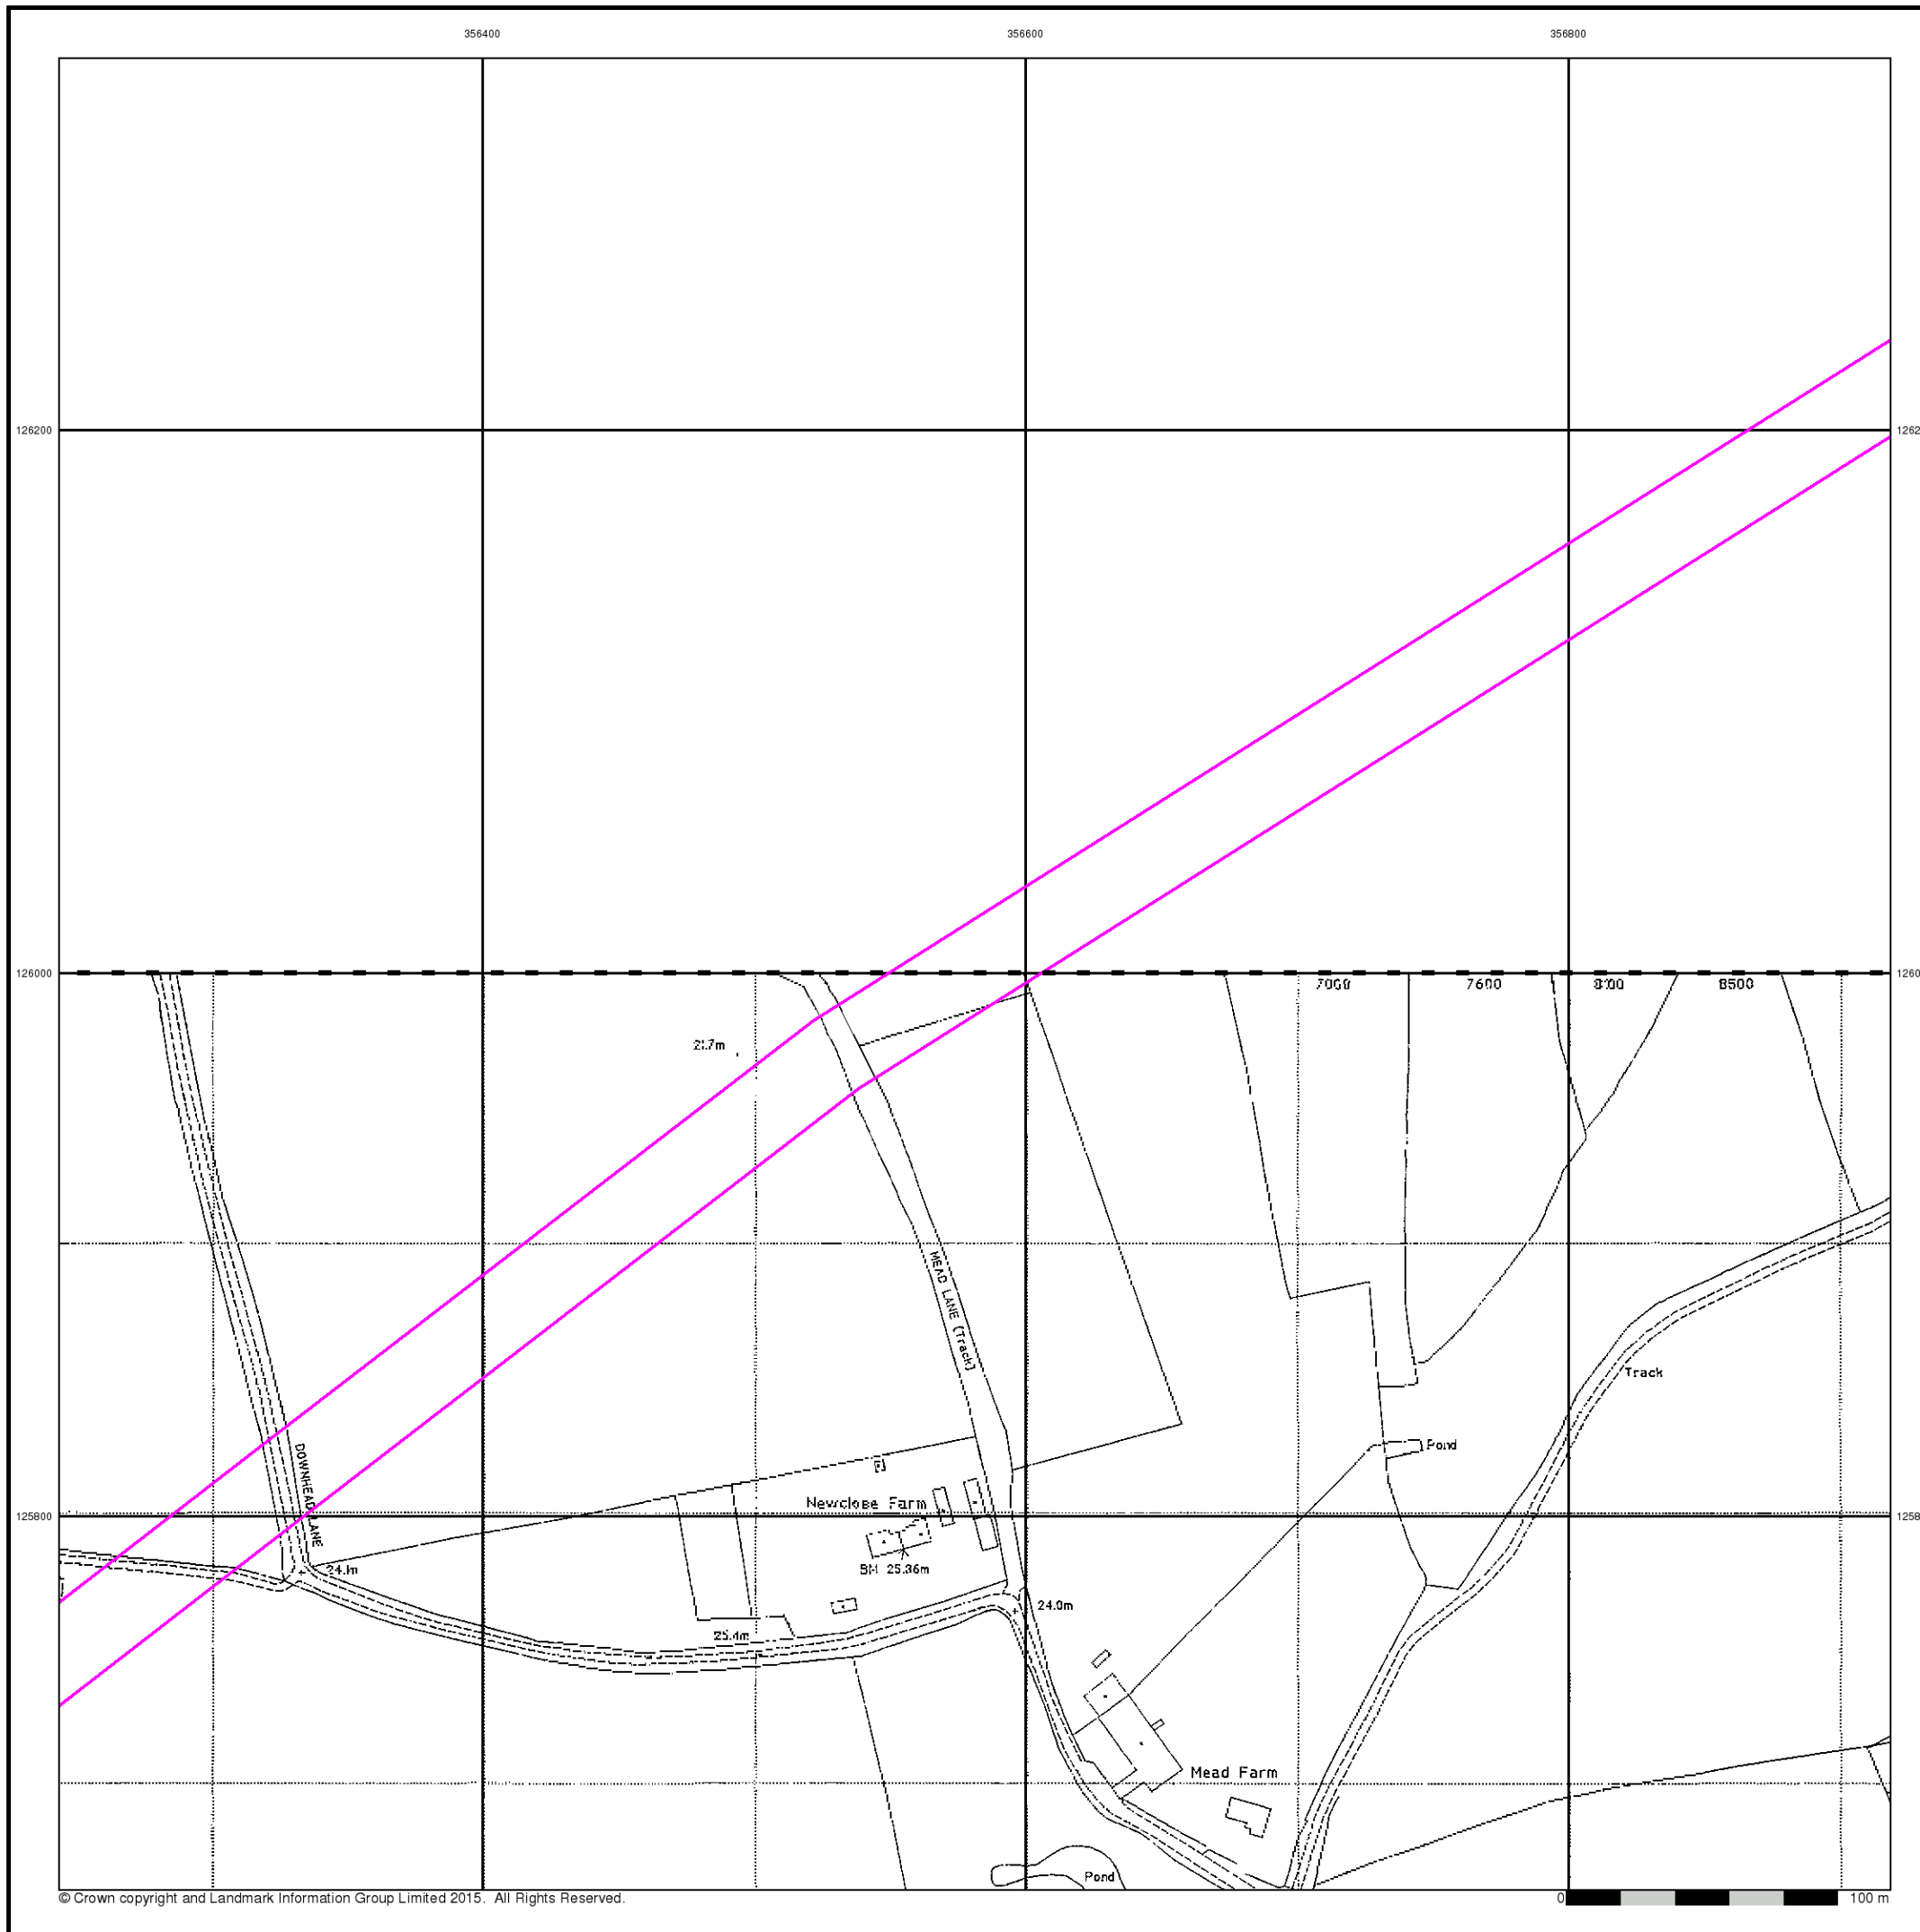 356400 356600 356800
126200
126000
7000 7600 8500
21.7m
MEAD LANE (Track)
Track
DOWNHEAD LANE
Pond
Newclose Farm
125800
BM 25.36m
24.1m
24.0m
25.4m
Mead Farm
Pond
© Crown copyright and Landmark Information Group Limited 2015. All Rights Reserved.
0 100 m